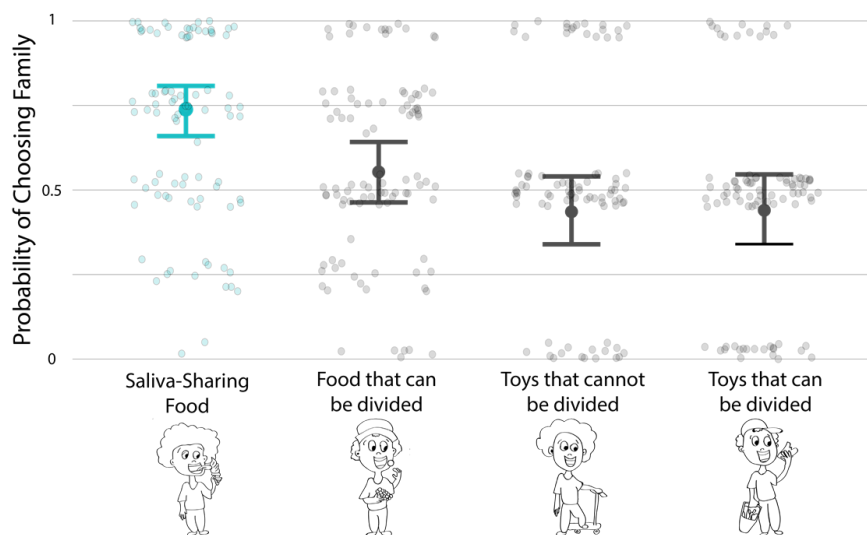 Probability of Choosing Family
1
0.5
0
Saliva-Sharing
Food
Food that can
be divided
Toys that cannot
be divided
Toys that can
be divided